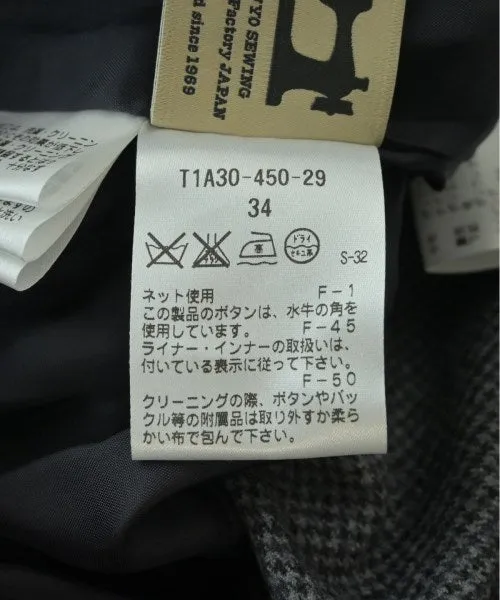 YO SEWING
Factory JAPAN
d since 1969
T1A30-450-29
34
ドライ
セキユ系
S-32
ネット使用 F-1
この製品のボタンは、水牛の角を
使用しています。 F-45
ライナー・インナーの取扱いは、
付いている表示に従って下さい。
F-50
クリーニングの際、ボタンやバッ
クル等の附属品は取り外すか柔ら
かい布で包んで下さい。